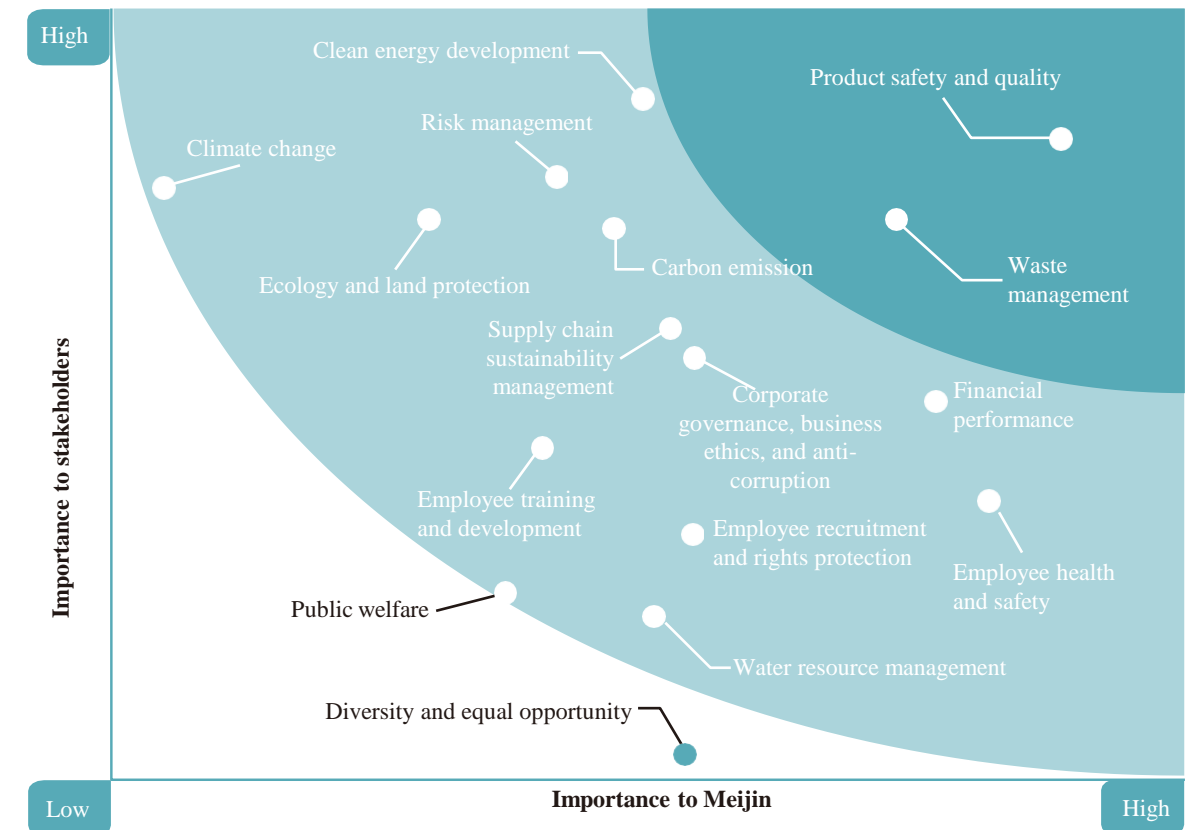 High
Clean energy development
Product safety and quality
Risk management
Climate change
Carbon emission
Waste
management
Ecology and land protection
Supply chain
sustainability
management
Corporate
governance, business
ethics, and anti-
corruption
Financial
performance
Employee training
and development
Employee recruitment
and rights protection
Employee health
and safety
Public welfare
Water resource management
Diversity and equal opportunity
Importance to stakeholders
Low
Importance to Meijin
High